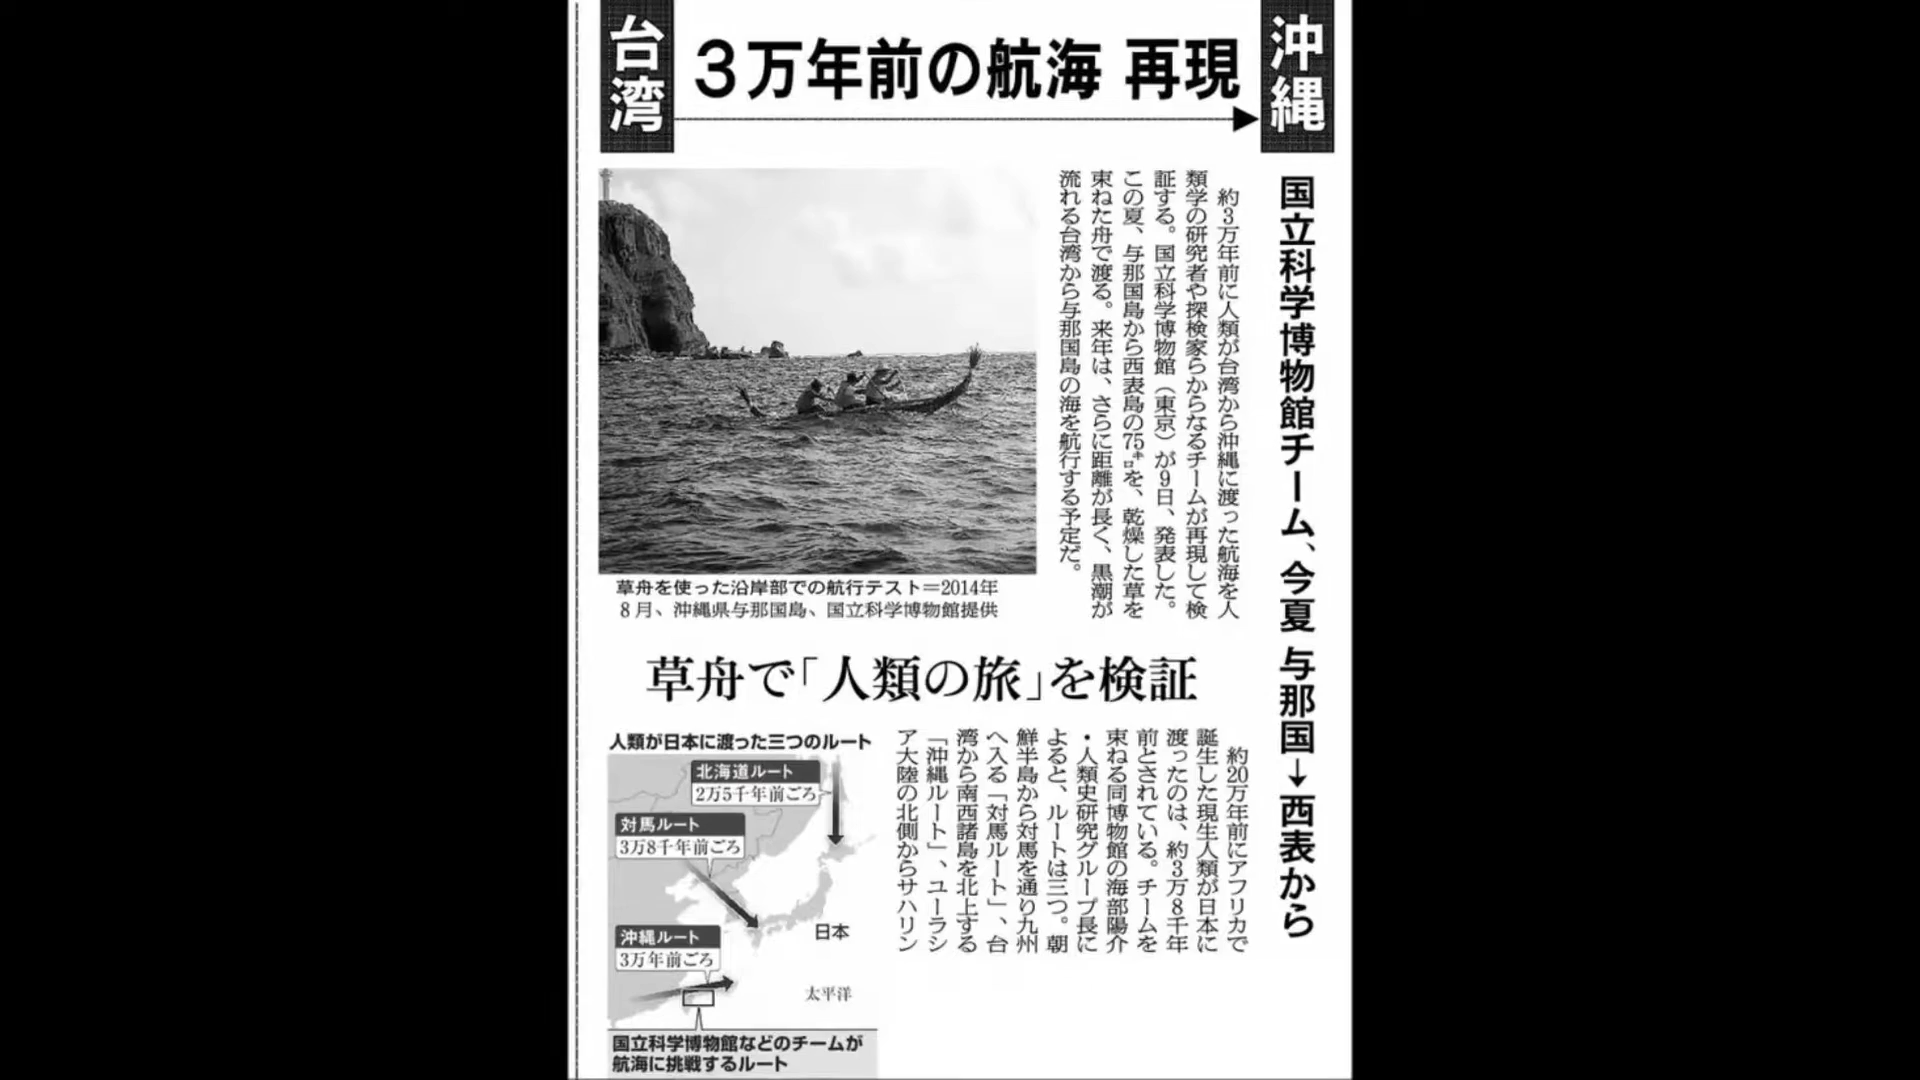 台湾
3万年前の航海 再現
沖縄
国立科学博物館チーム、今夏 与那国→西表から
約3万年前に人類が台湾から沖縄に渡った航海を人
類学の研究者や探検家らからなるチームが再現して検
証する。国立科学博物館（東京）が9日、発表した。
この夏、与那国島から西表島の75㌔を、乾燥した草を
束ねた舟で渡る。来年は、さらに距離が長く、黒潮が
流れる台湾から与那国島の海を航行する予定だ。
草舟を使った沿岸部での航行テスト＝2014年
8月、沖縄県与那国島、国立科学博物館提供
草舟で「人類の旅」を検証
約20万年前にアフリカで
誕生した現生人類が日本に
渡ったのは、約3万8千年
前とされている。チームを
束ねる同博物館の海部陽介
・人類史研究グループ長に
よると、ルートは三つ。朝
鮮半島から対馬を通り九州
へ入る「対馬ルート」、台
湾から南西諸島を北上する
「沖縄ルート」、ユーラシ
ア大陸の北側からサハリン
人類が日本に渡った三つのルート
北海道ルート
2万5千年前ごろ
対馬ルート
3万8千年前ごろ
日本
沖縄ルート
3万年前ごろ
太平洋
国立科学博物館などのチームが
航海に挑戦するルート